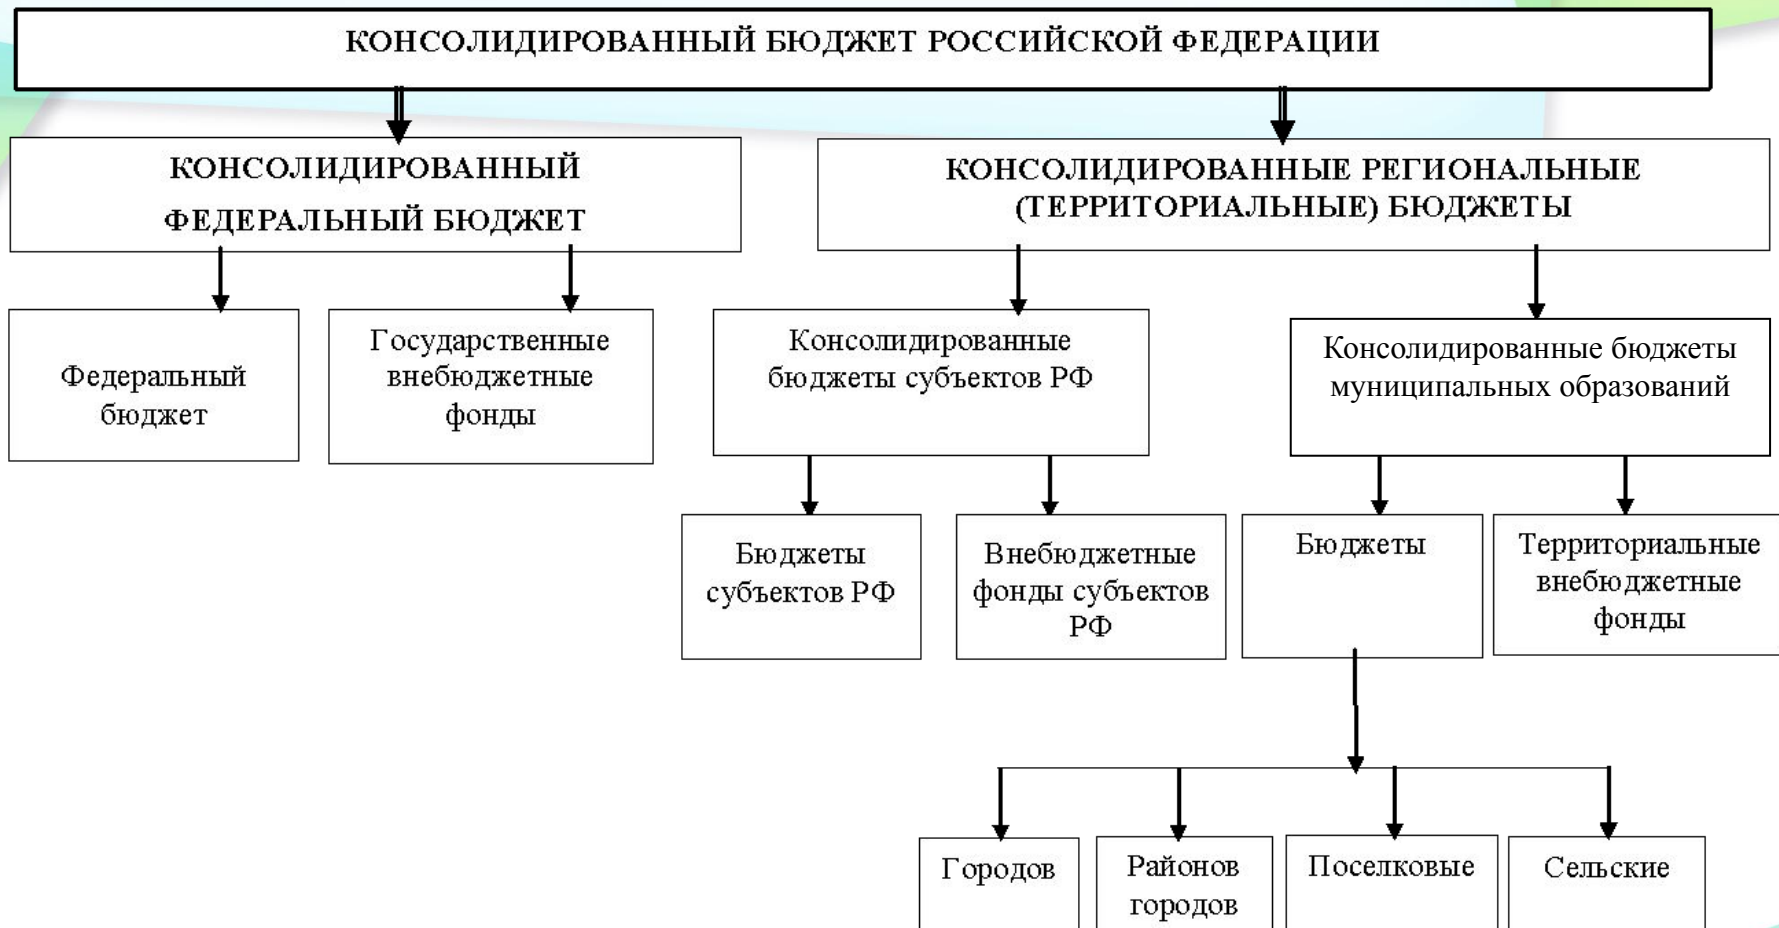 КОНСОЛИДИРОВАННЫЙ БЮДЖЕТ РОССИЙСКОЙ ФЕДЕРАЦИИ
КОНСОЛИДИРОВАННЫЙ
ФЕДЕРАЛЬНЫЙ БЮДЖЕТ
КОНСОЛИДИРОВАННЫЕ РЕГИОНАЛЬНЫЕ
(ТЕРРИТОРИАЛЬНЫЕ) БЮДЖЕТЫ
Федеральный
бюджет
Государственные
внебюджетные
фонды
Консолидированные
бюджеты субъектов РФ
Консолидированные бюджеты
муниципальных образований
Бюджеты
субъектов РФ
Внебюджетные
фонды субъектов
РФ
Бюджеты
Территориальные
внебюджетные
фонды
Городов
Районов
городов
Поселковые
Сельские